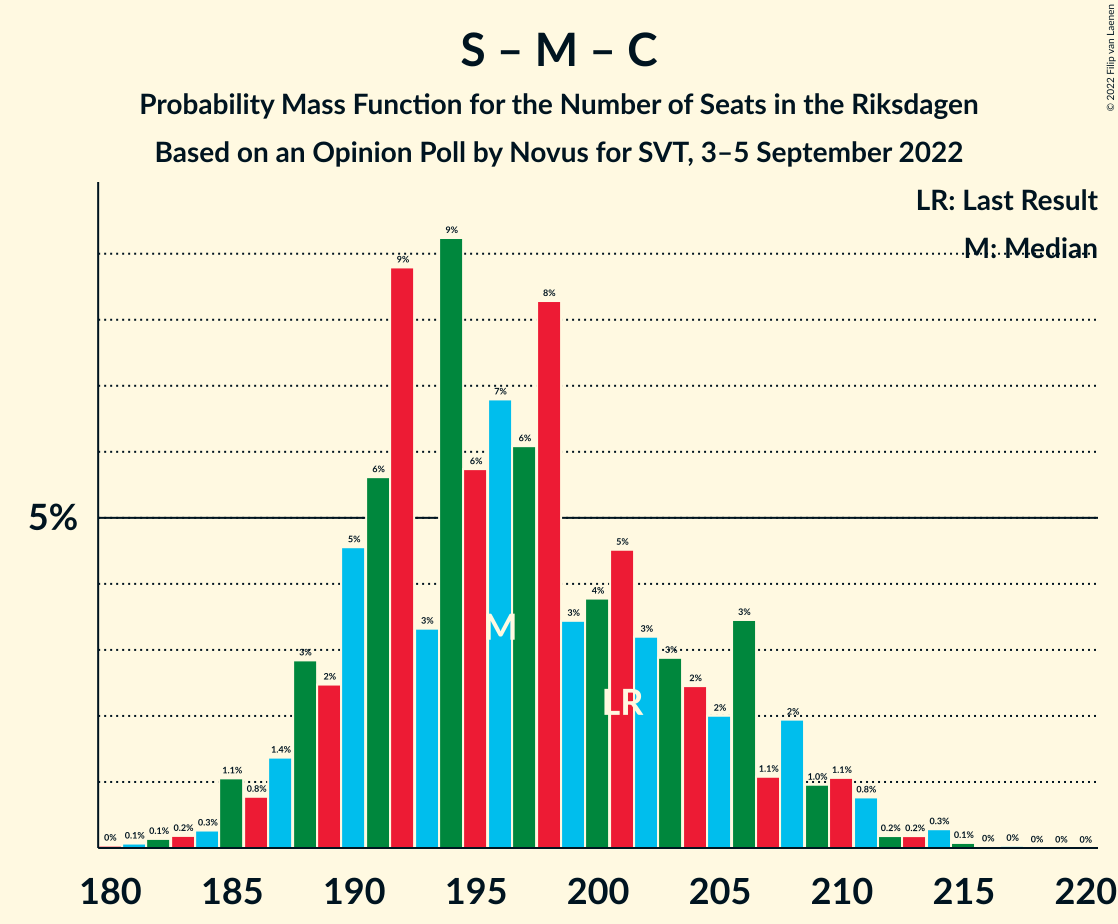 S – M – C
Probability Mass Function for the Number of Seats in the Riksdagen
Based on an Opinion Poll by Novus for SVT, 3–5 September 2022
© 2022 Filip van Laenen
LR: Last Result
M: Median
5%
0% 0.1% 0.1% 0.2% 0.3% 1.1% 0.8% 1.4% 3% 2% 5% 6% 9% 3% 9% 6% 7% 6% 8% 3% 4% 5% 3% 3% 2% 2% 3% 1.1% 2% 1.0% 1.1% 0.8% 0.2% 0.2% 0.3% 0.1% 0% 0% 0% 0% 0%
M
LR
180 185 190 195 200 205 210 215 220